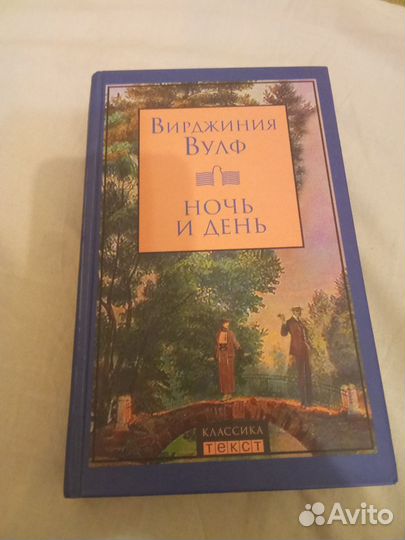 Вирджиния
Вулф
Ночь
и день
Классика
текст
Avito